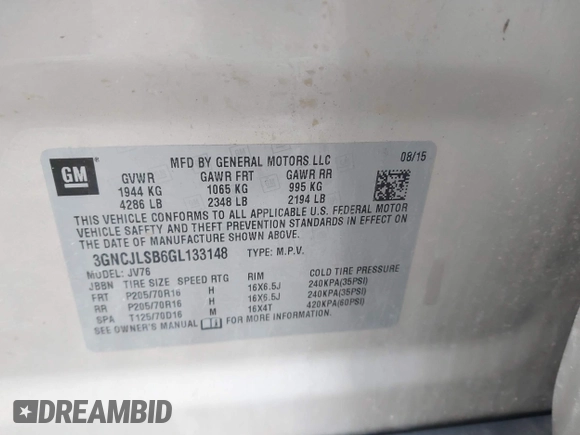 GM
MFD BY GENERAL MOTORS LLC 08/15
GVWR GAWR FRT GAWR RR
1944 KG 1065 KG 995 KG
4286 LB 2348 LB 2194 LB
THIS VEHICLE CONFORMS TO ALL APPLICABLE U.S. FEDERAL MOTOR
VEHICLE SAFETY AND THEFT PREVENTION STANDARDS IN EFFECT ON THE
DATE OF MANUFACTURE SHOWN ABOVE.
3GNCJLSB6GL133148 TYPE: M.P.V.
MODEL: JV76
JBBN TIRE SIZE SPEED RTG RIM COLD TIRE PRESSURE
FRT P205/70R16 H 16X6.5J 240KPA(35PSI)
RR P205/70R16 H 16X6.5J 240KPA(35PSI)
SPA T125/70D16 M 16X4T 420KPA(60PSI)
SEE OWNER'S MANUAL FOR MORE INFORMATION.
DREAMBID